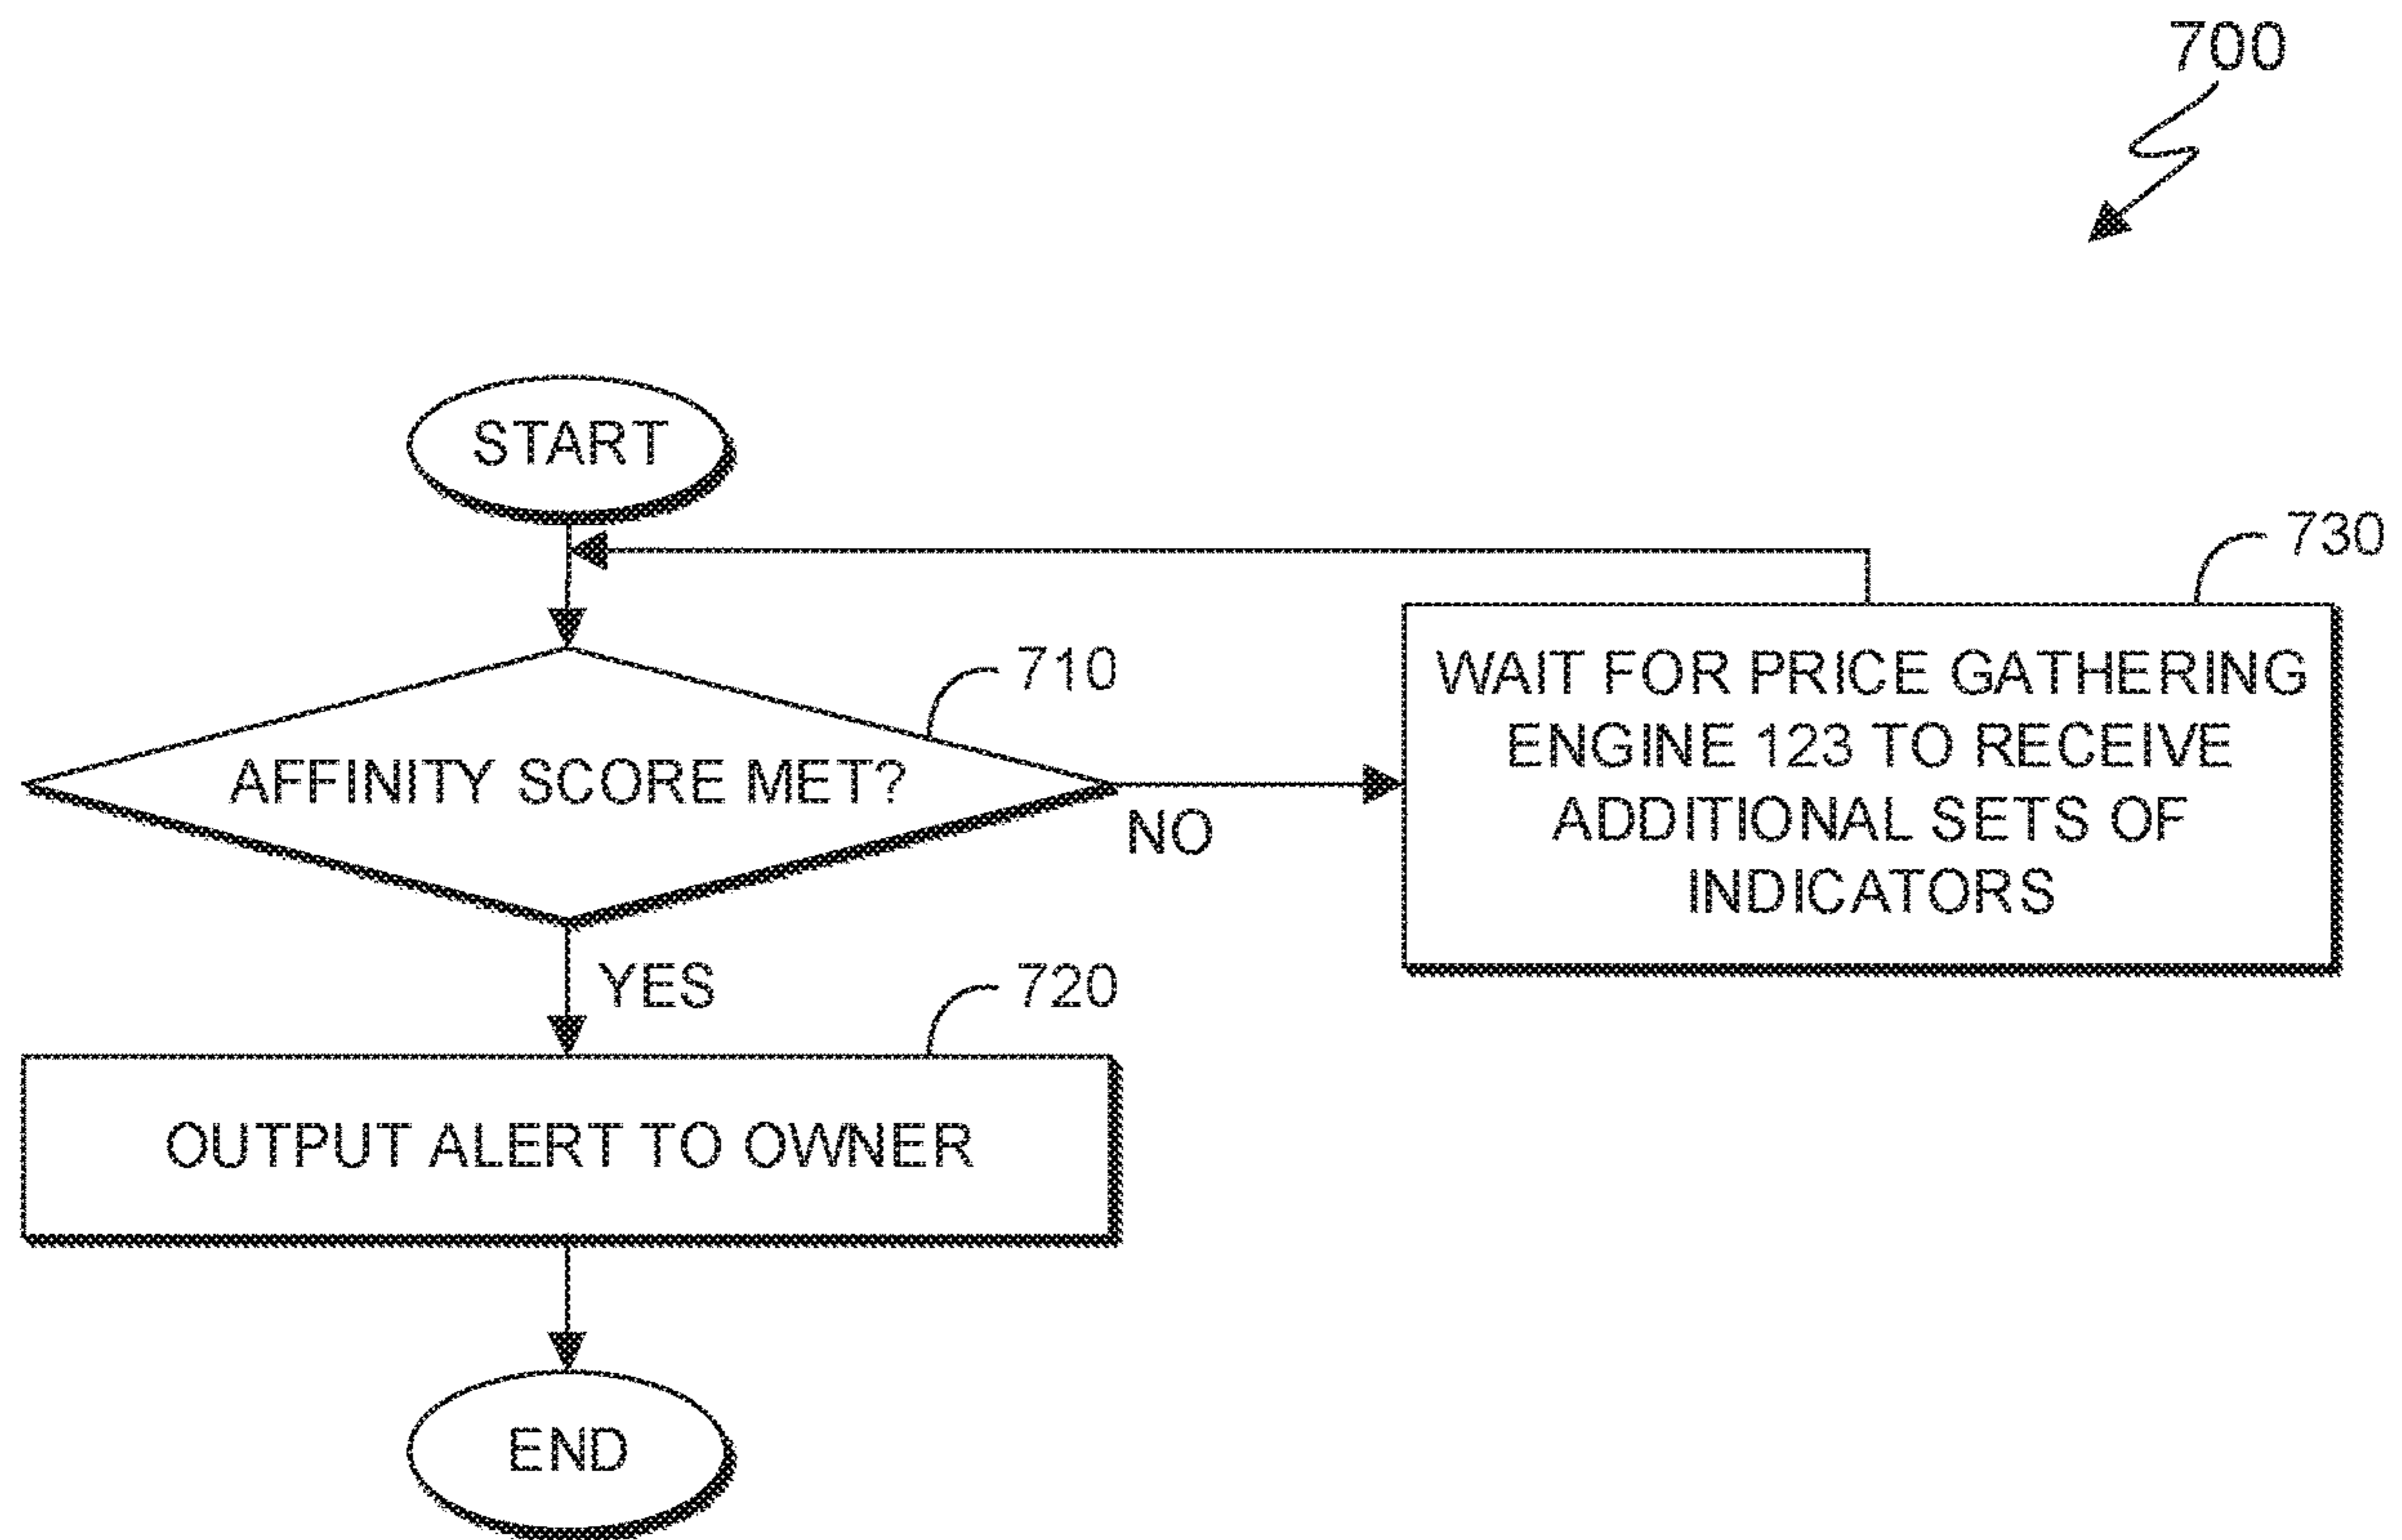 700
START
730
710
WAIT FOR PRICE GATHERING
ENGINE 123 TO RECEIVE
ADDITIONAL SETS OF
INDICATORS
AFFINITY SCORE MET?
NO
YES
720
OUTPUT ALERT TO OWNER
END